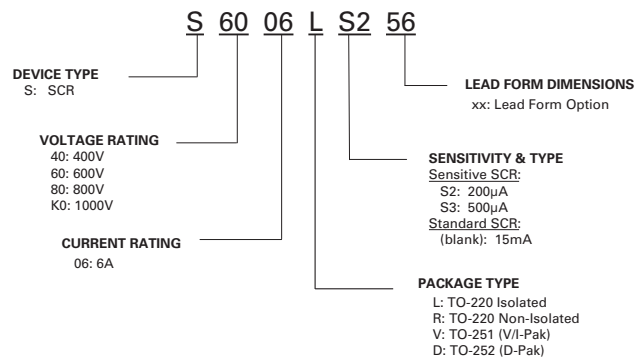 S 60 06 L S2 56
DEVICE TYPE
S: SCR
VOLTAGE RATING
40: 400V
60: 600V
80: 800V
K0: 1000V
CURRENT RATING
06: 6A
LEAD FORM DIMENSIONS
xx: Lead Form Option
SENSITIVITY & TYPE
Sensitive SCR:
S2: 200µA
S3: 500µA
Standard SCR:
(blank): 15mA
PACKAGE TYPE
L: TO-220 Isolated
R: TO-220 Non-Isolated
V: TO-251 (V/I-Pak)
D: TO-252 (D-Pak)